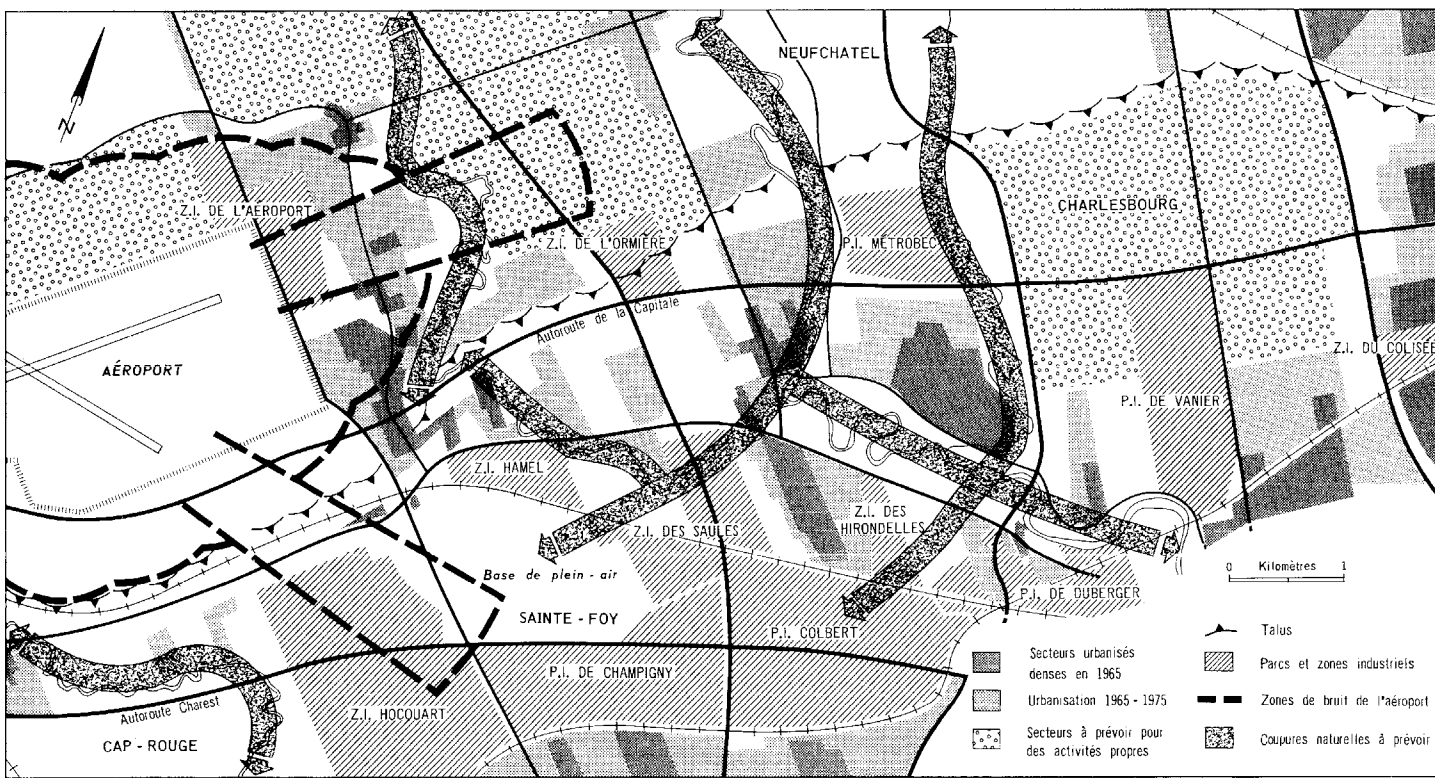 NEUFCHATEL
N
Z.I. DE L'AÉROPORT
Z.I. DE L'ORMIÈRE
P.I. MÉTROBEC
CHARLESBOURG
Autoroute de la Capitale
AÉROPORT
Z.I. DU COLISÉE
P.I. DE VANIER
Z.I. HAMEL
Z.I. DES SAULES
Z.I. DES
HIRONDELLES
Base de plein-air
SAINTE-FOY
P.I. DE DUBERGER
P.I. COLBERT
P.I. DE CHAMPIGNY
Z.I. HOCQUART
Autoroute Charest
CAP-ROUGE
0 Kilomètres 1
Secteurs urbanisés
denses en 1965
Urbanisation 1965-1975
Secteurs à prévoir pour
des activités propres
Talus
Parcs et zones industriels
Zones de bruit de l'aéroport
Coupures naturelles à prévoir